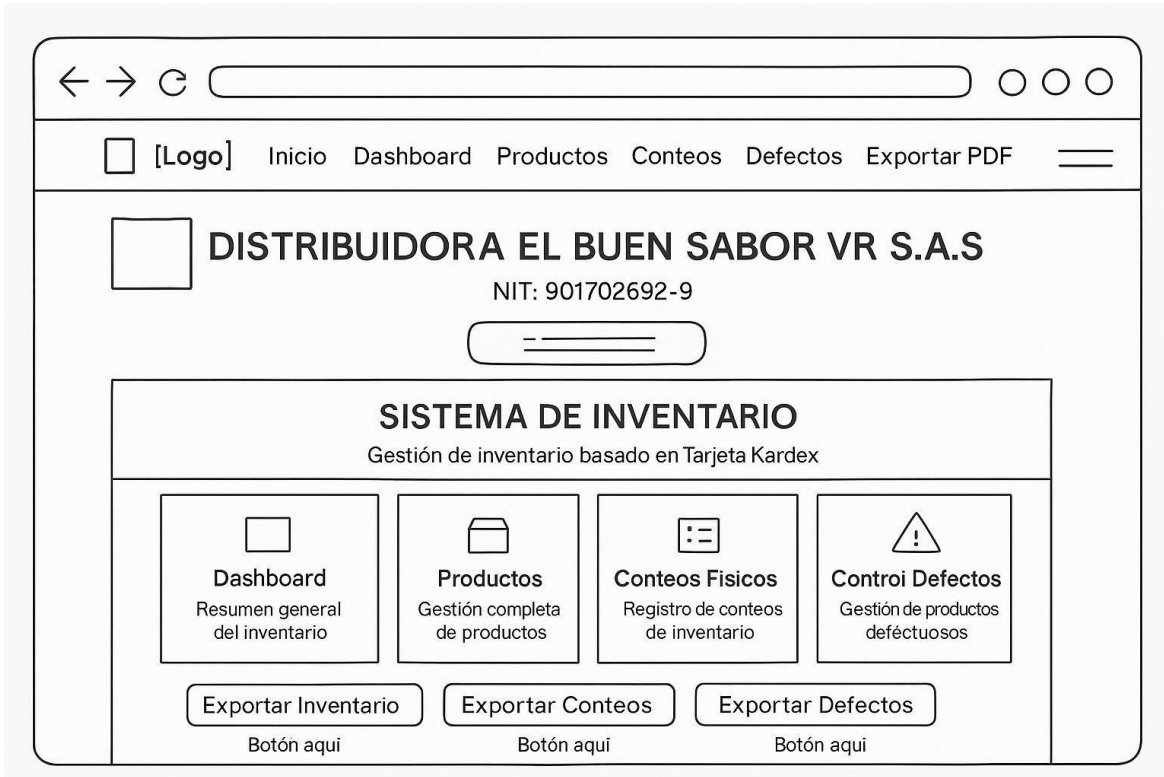 [Logo] Inicio Dashboard Productos Conteos Defectos Exportar PDF
DISTRIBUIDORA EL BUEN SABOR VR S.A.S
NIT: 901702692-9
SISTEMA DE INVENTARIO
Gestión de inventario basado en Tarjeta Kardex
Dashboard
Resumen general
del inventario
Productos
Gestión completa
de productos
Conteos Fisicos
Registro de conteos
de inventario
Controi Defectos
Gestión de productos
deféctuosos
Exportar Inventario
Botón aquí
Exportar Conteos
Botón aquí
Exportar Defectos
Botón aqui